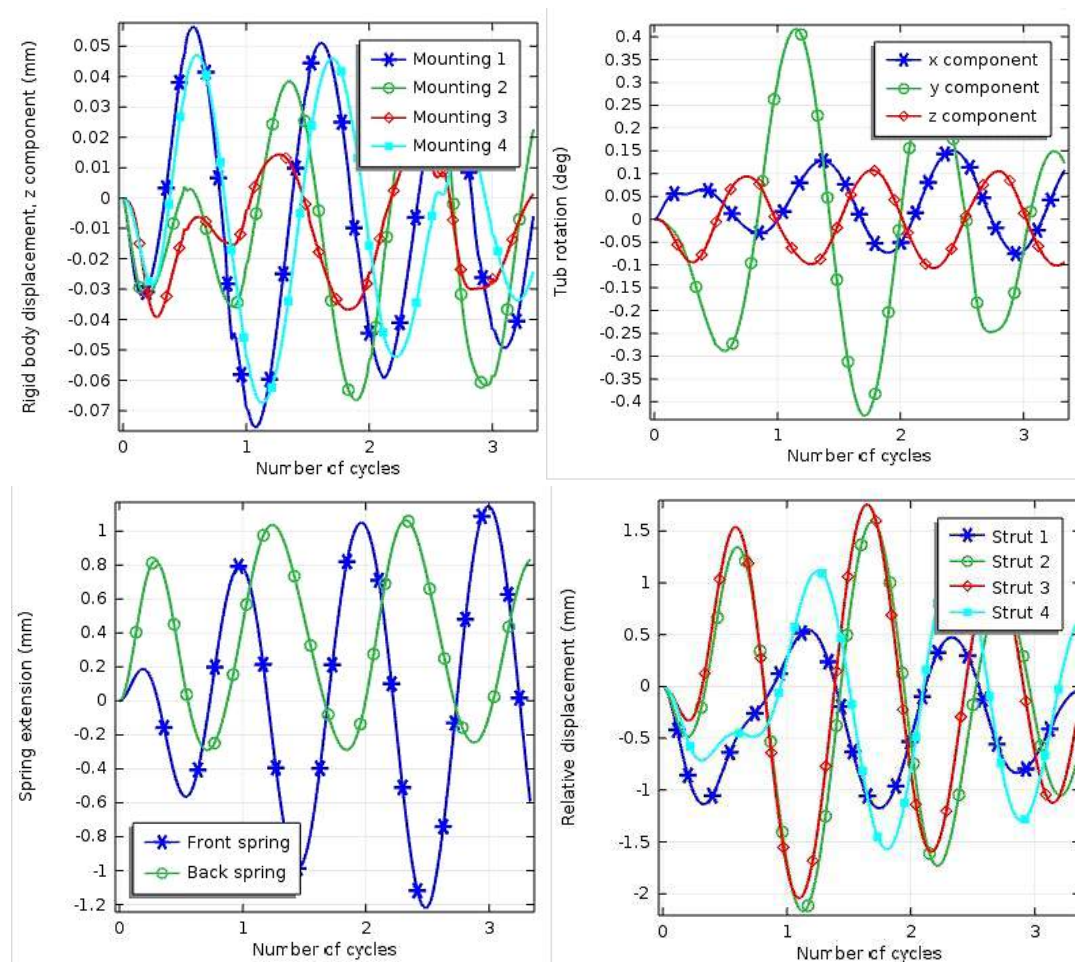 Rigid body displacement, z component (mm)
0.05
0.04
0.03
0.02
0.01
0
-0.01
-0.02
-0.03
-0.04
-0.05
-0.06
-0.07
Mounting 1
Mounting 2
Mounting 3
Mounting 4
0 1 2 3
Number of cycles
Tub rotation (deg)
0.4
0.35
0.3
0.25
0.2
0.15
0.1
0.05
0
-0.05
-0.1
-0.15
-0.2
-0.25
-0.3
-0.35
-0.4
x component
y component
z component
0 1 2 3
Number of cycles
Spring extension (mm)
1
0.8
0.6
0.4
0.2
0
-0.2
-0.4
-0.6
-0.8
-1
-1.2
Front spring
Back spring
0 1 2 3
Number of cycles
Relative displacement (mm)
1.5
1
0.5
0
-0.5
-1
-1.5
-2
Strut 1
Strut 2
Strut 3
Strut 4
0 1 2 3
Number of cycles